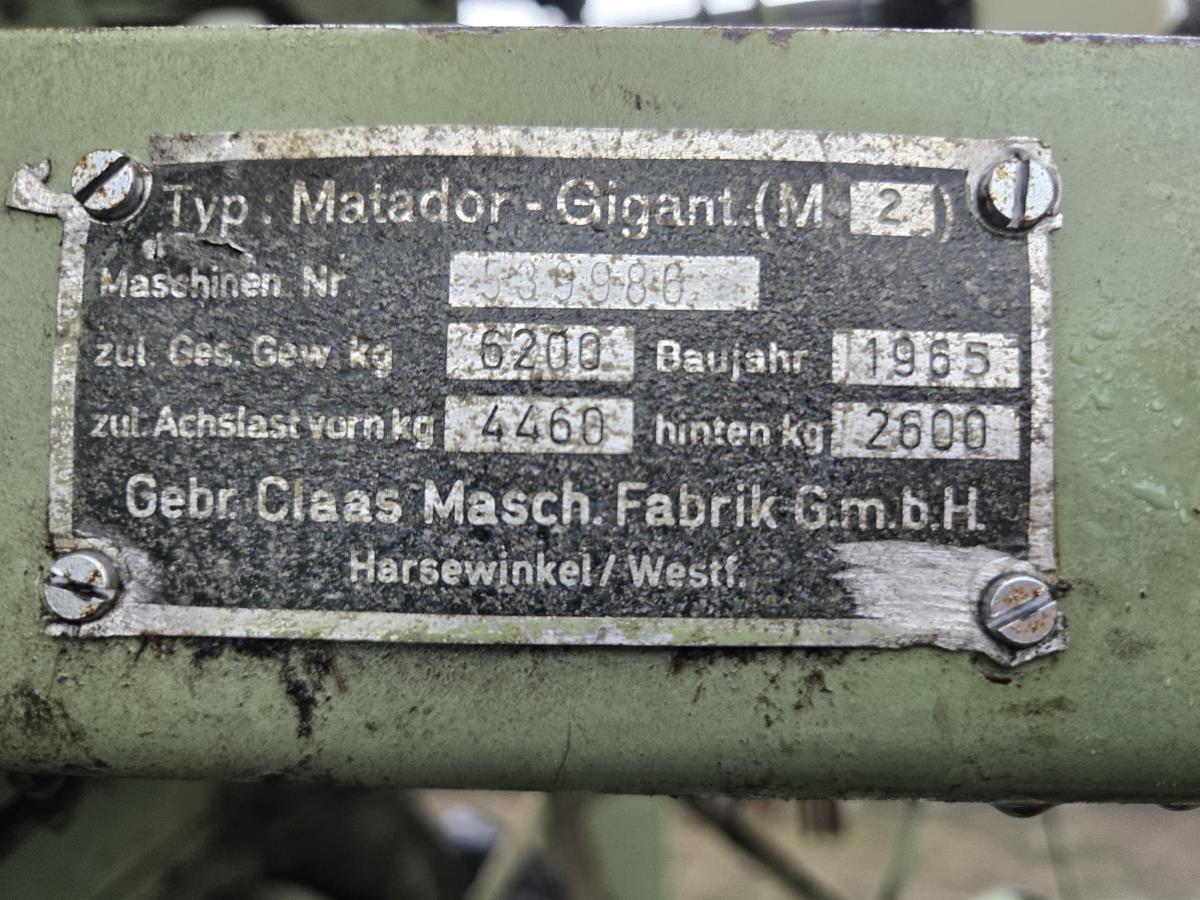 Typ: Matador-Gigant (M 2)
Maschinen Nr 539986
zul Ges. Gew. kg 6200 Baujahr 1965
zul. Achslast vorn kg 4460 hinten kg 2600
Gebr. Claas Masch. Fabrik G.m.b.H.
Harsewinkel/Westf.